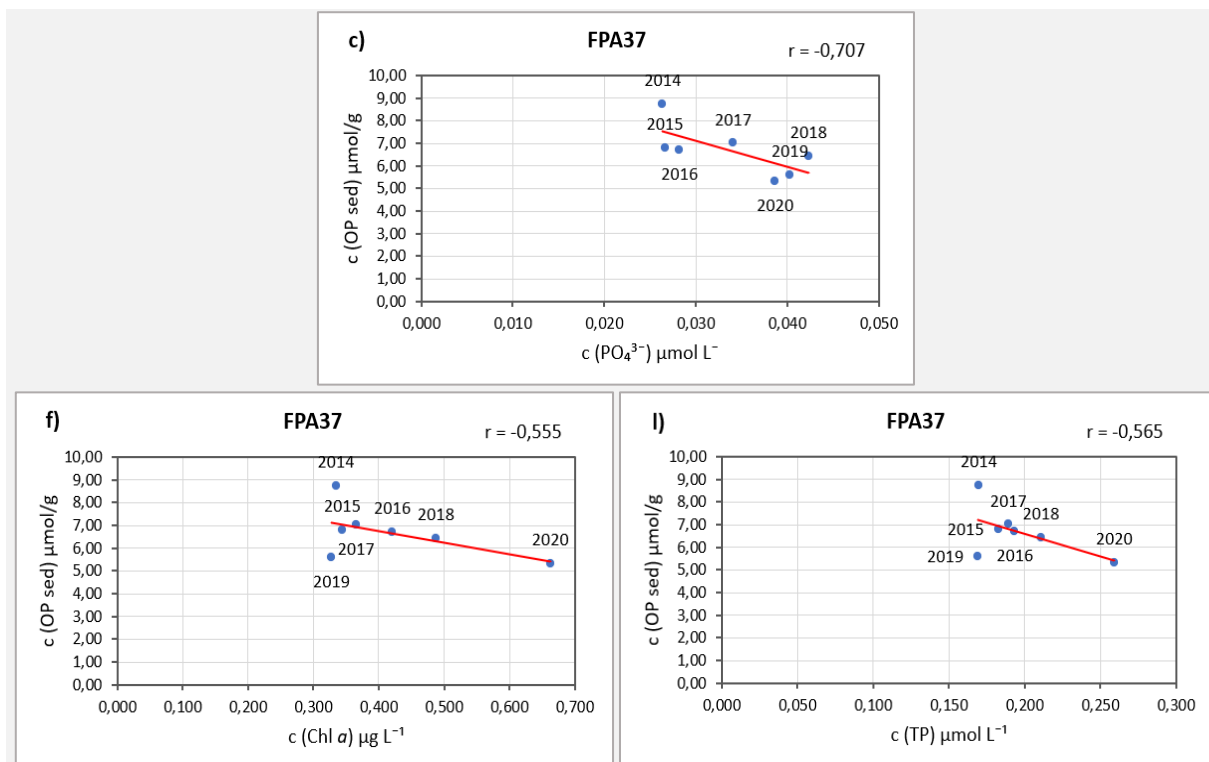 c)
FPA37
r = -0,707
10,00
9,00
8,00
7,00
6,00
5,00
4,00
3,00
2,00
1,00
0,00
c (OP sed) µmol/g
2014
2015
2016
2017
2018
2019
2020
0,000 0,010 0,020 0,030 0,040 0,050
c (PO₄³⁻) µmol L⁻
f)
FPA37
r = -0,555
10,00
9,00
8,00
7,00
6,00
5,00
4,00
3,00
2,00
1,00
0,00
c (OP sed) µmol/g
2014
2015 2016 2018
2017
2019
2020
0,000 0,100 0,200 0,300 0,400 0,500 0,600 0,700
c (Chl a) µg L⁻¹
l)
FPA37
r = -0,565
10,00
9,00
8,00
7,00
6,00
5,00
4,00
3,00
2,00
1,00
0,00
c (OP sed) µmol/g
2014
2017
2018
2015
2019 2016
2020
0,000 0,050 0,100 0,150 0,200 0,250 0,300
c (TP) µmol L⁻¹